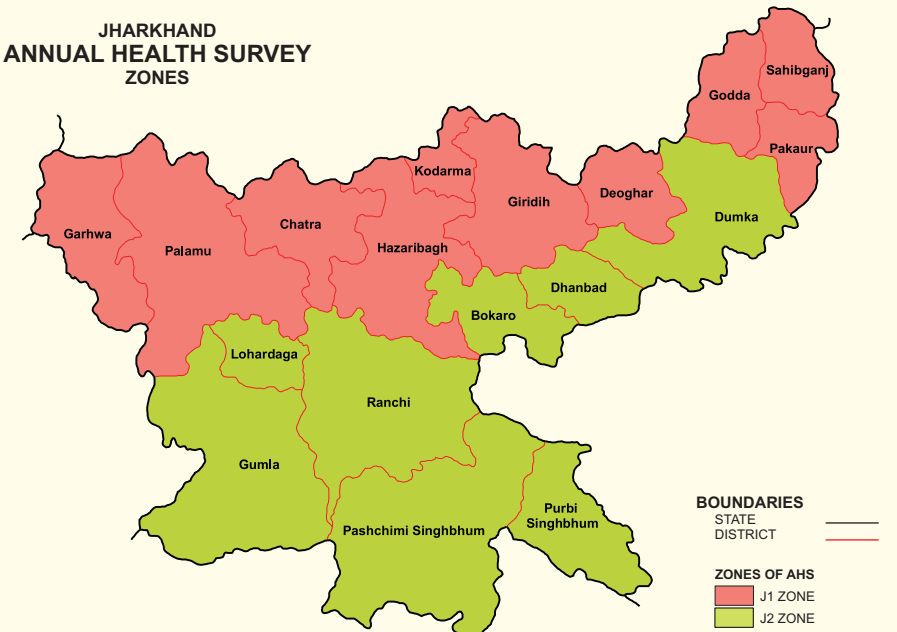 JHARKHAND
ANNUAL HEALTH SURVEY
ZONES
Sahibganj
Godda
Pakaur
Kodarma
Deoghar
Giridih
Dumka
Chatra
Garhwa
Hazaribagh
Palamu
Dhanbad
Bokaro
Lohardaga
Ranchi
Gumla
Purbi
Singhbhum
Pashchimi Singhbhum
BOUNDARIES
STATE
DISTRICT
ZONES OF AHS
J1 ZONE
J2 ZONE